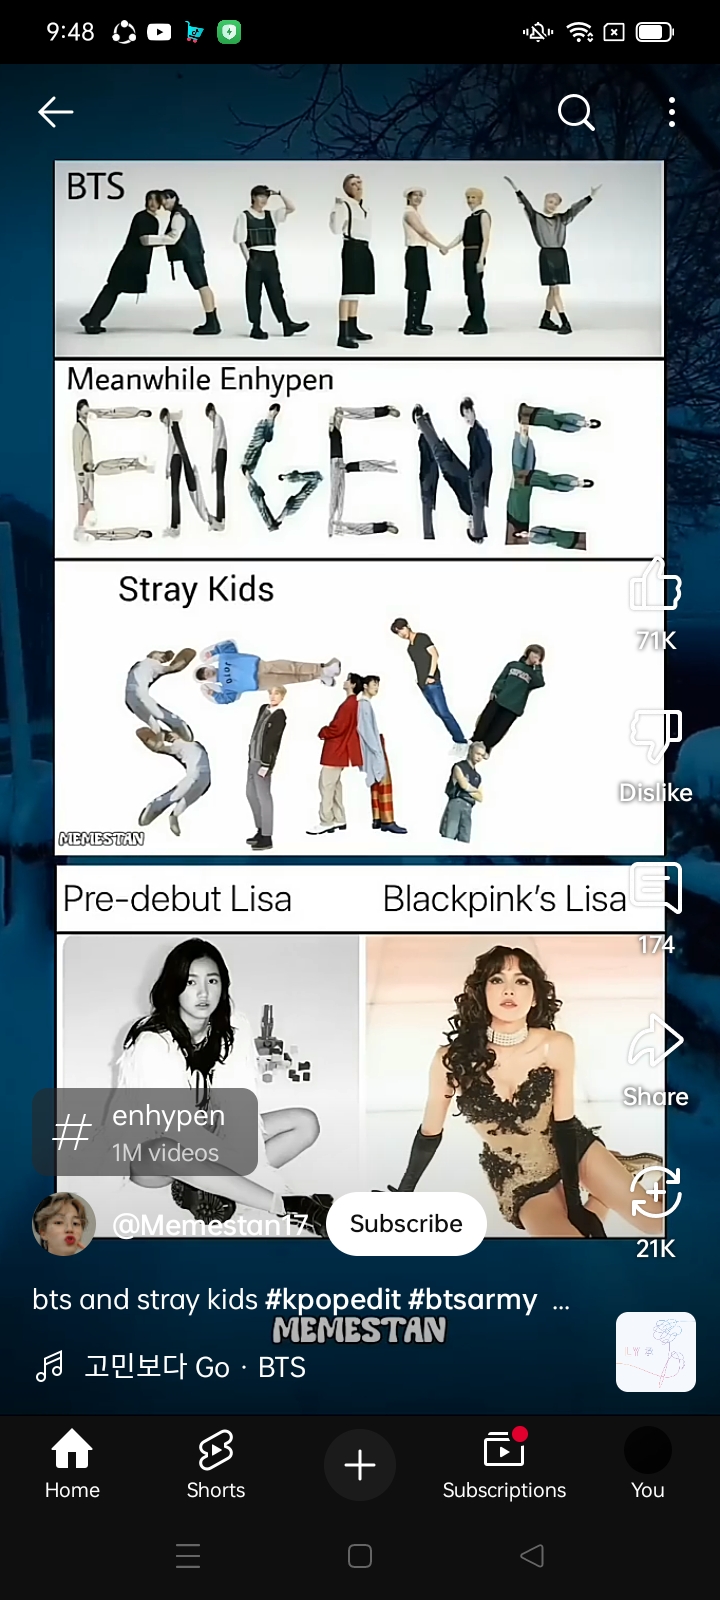 9:48
BTS
Meanwhile Enhypen
ENGENE
Stray Kids
STAY
MEMESTAN
Pre-debut Lisa
Blackpink's Lisa
71K
Dislike
174
Share
21K
# enhypen
1M videos
@Memestan17
Subscribe
bts and stray kids #kpopedit #btsarmy ...
MEMESTAN
고민보다 Go · BTS
Home
Shorts
Subscriptions
You